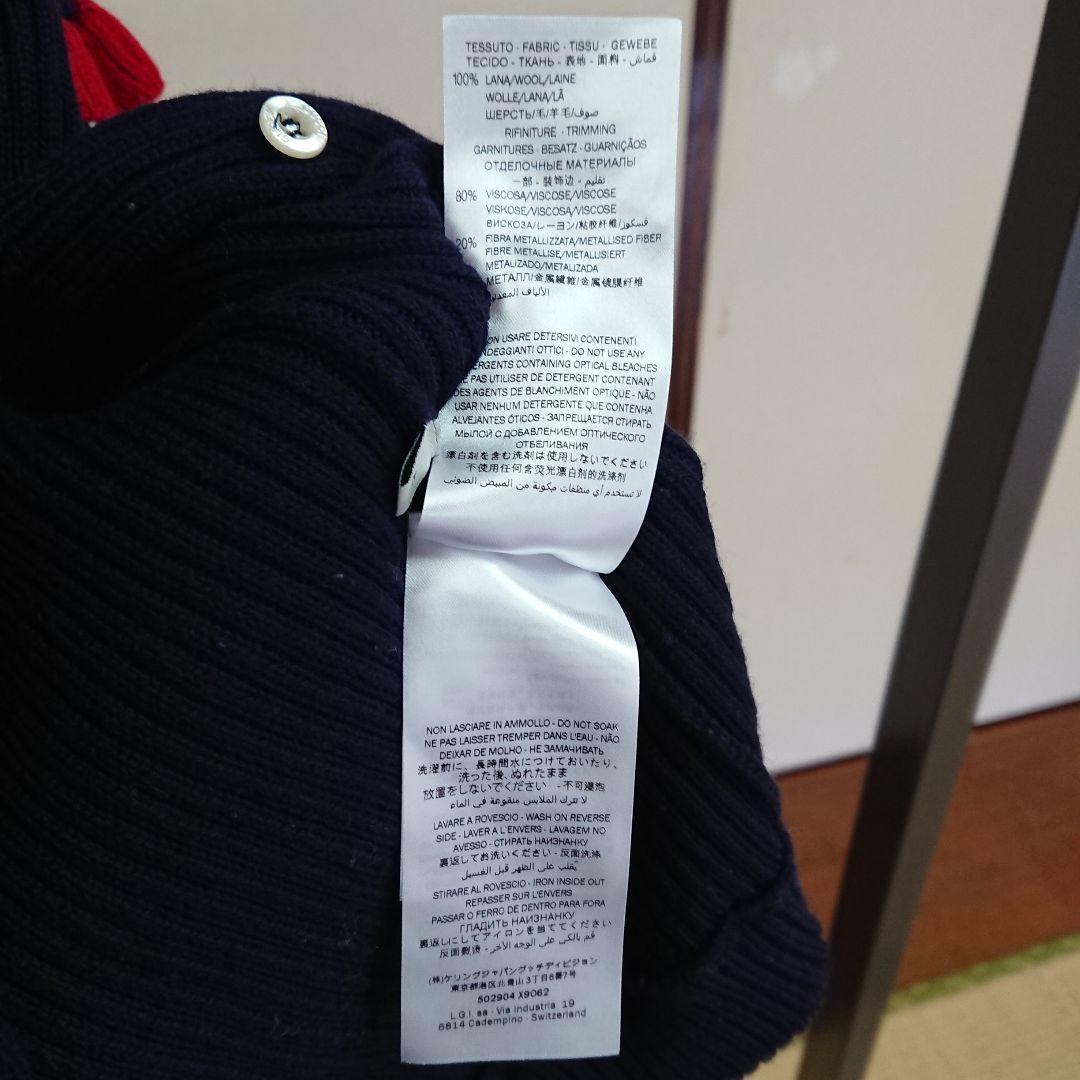 TESSUTO - FABRIC - TISSU - GEWEBE
TECIDO - ТКАНЬ - 表地 - 面料 - قماش
100% LANA/WOOL/LAINE
WOLLE/LANA/LÃ
ШЕРСТЬ/毛/羊毛/صوف
RIFINITURE - TRIMMING
GARNITURES - BESATZ - GUARNIÇÃOS
ОТДЕЛОЧНЫЕ МАТЕРИАЛЫ
一部 - 装饰边 - تقليم
80% VISCOSA/VISCOSE/VISCOSE
VISKOSE/VISCOSA/VISCOSE
ВИСКОЗА/レーヨン/粘胶纤维/فسكوز
20% FIBRA METALLIZZATA/METALLISED FIBER
FIBRE METALLISE/METALLISIERT
METALIZADO/METALIZADA
МЕТАЛЛ/金属繊維/金属镀膜纤维
الألياف
USARE DETERSIVI CONTENENTI
OTTICI - DO NOT USE ANY
CONTAINING OPTICAL BLEACHES
PAS UTILISER DE DETERGENT CONTENANT
DES AGENTS DE BLANCHIMENT OPTIQUE - NÃO
USAR NENHUM DETERGENTE QUE CONTENHA
ALVEJANTES ÓTICOS - ЗАПРЕЩАЕТСЯ СТИРАТЬ
МЫЛОЙ С ДОБАВЛЕНИЕМ ОПТИЧЕСКОГО
ОТБЕЛИВАНИЯ
漂白剤を含む洗剤は使用しないでください
不使用任何含荧光漂白剂的洗涤剂
لا تستخدم أي منظفات مكونة من المبيض الضوئي
NON LASCIARE IN AMMOLLO - DO NOT SOAK
NE PAS LAISSER TREMPER DANS L'EAU - NÃO
DEIXAR DE MOLHO - НЕ ЗАМАЧИВАТЬ
洗濯前に、長時間水につけておいたり、
洗った後、ぬれたまま
放置をしないでください - 不可浸泡
لا تترك الملابس منقوعة في الماء
LAVARE A ROVESCIO - WASH ON REVERSE
SIDE - LAVER A L'ENVERS - LAVAGEM NO
AVESSO - СТИРАТЬ НАИЗНАНКУ
裏返してお洗いください - 反面洗涤
يُقلب على الظهر قبل الغسيل
STIRARE AL ROVESCIO - IRON INSIDE OUT
REPASSER SUR L'ENVERS
PASSAR O FERRO DE DENTRO PARA FORA
ГЛАДИТЬ НАИЗНАНКУ
裏返しにしてアイロンを当ててください
反面熨烫 - قم بالكي على الوجه الآخر
(株)ケリングジャパングッチディビジョン
東京都港区北青山3丁目6番7号
502904 X9062
L.G.I. sa - Via Industria 19
6814 Cadempino - Switzerland